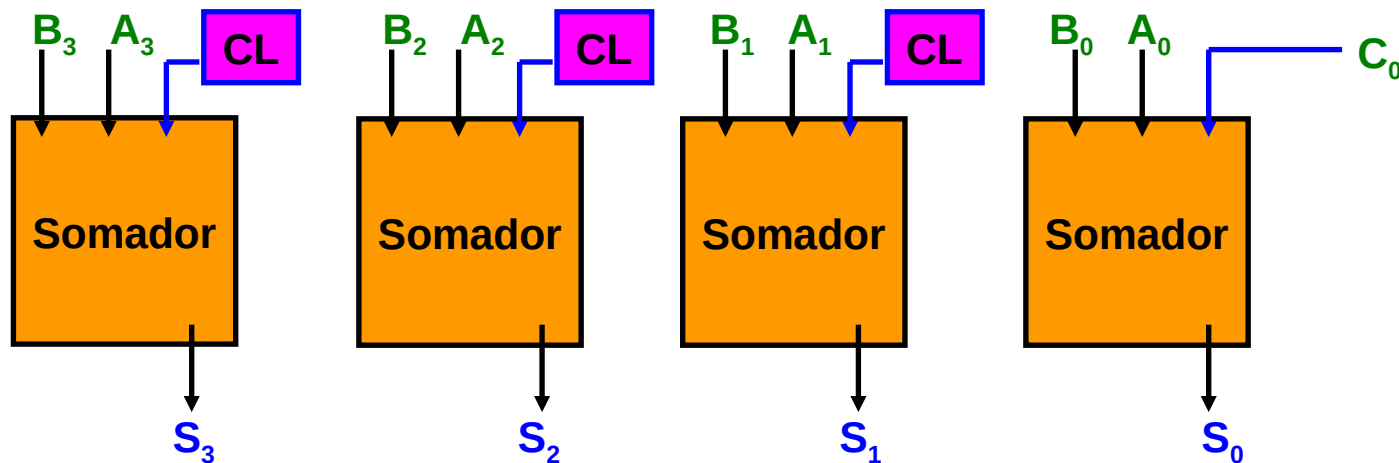 B3 A3 CL B2 A2 CL B1 A1 CL B0 A0 C0
Somador Somador Somador Somador
S3 S2 S1 S0